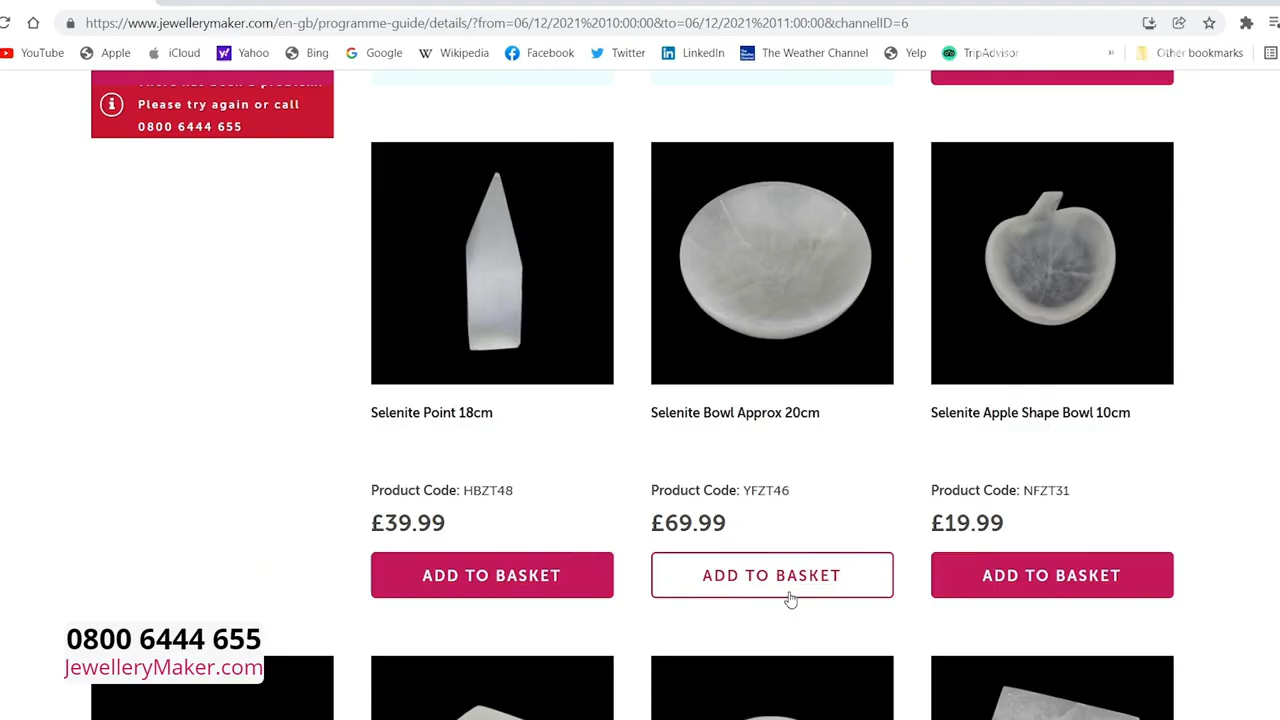 https://www.jewellerymaker.com/en-gb/programme-guide/details/?from=06/12/2021%2010:00:00&to=06/12/2021%2011:00:00&channelID=6
YouTube Apple iCloud Yahoo Bing Google Wikipedia Facebook Twitter LinkedIn The Weather Channel Yelp TripAdvisor » Other bookmarks
Please try again or call
0800 6444 655
Selenite Point 18cm
Product Code: HBZT48
£39.99
ADD TO BASKET
Selenite Bowl Approx 20cm
Product Code: YFZT46
£69.99
ADD TO BASKET
Selenite Apple Shape Bowl 10cm
Product Code: NFZT31
£19.99
ADD TO BASKET
0800 6444 655
JewelleryMaker.com